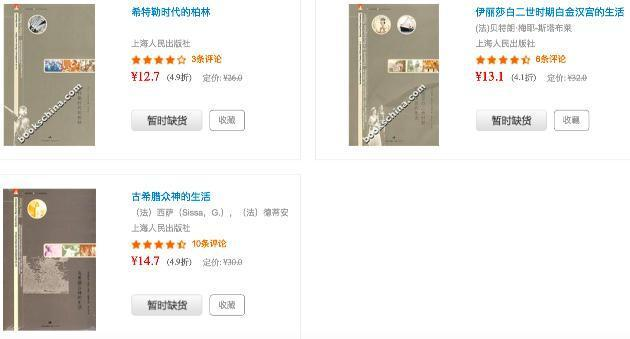 希特勒时代的柏林
上海人民出版社
3条评论
¥12.7 (4.9折) 定价: ¥26.0
暂时缺货 收藏
bookschina.com
伊丽莎白二世时期白金汉宫的生活
(法)贝特朗·梅耶-斯塔布莱
上海人民出版社
6条评论
¥13.1 (4.1折) 定价: ¥32.0
暂时缺货 收藏
bookschina.com
古希腊众神的生活
（法）西萨（Sissa，G.），（法）德蒂安
上海人民出版社
10条评论
¥14.7 (4.9折) 定价: ¥30.0
暂时缺货 收藏